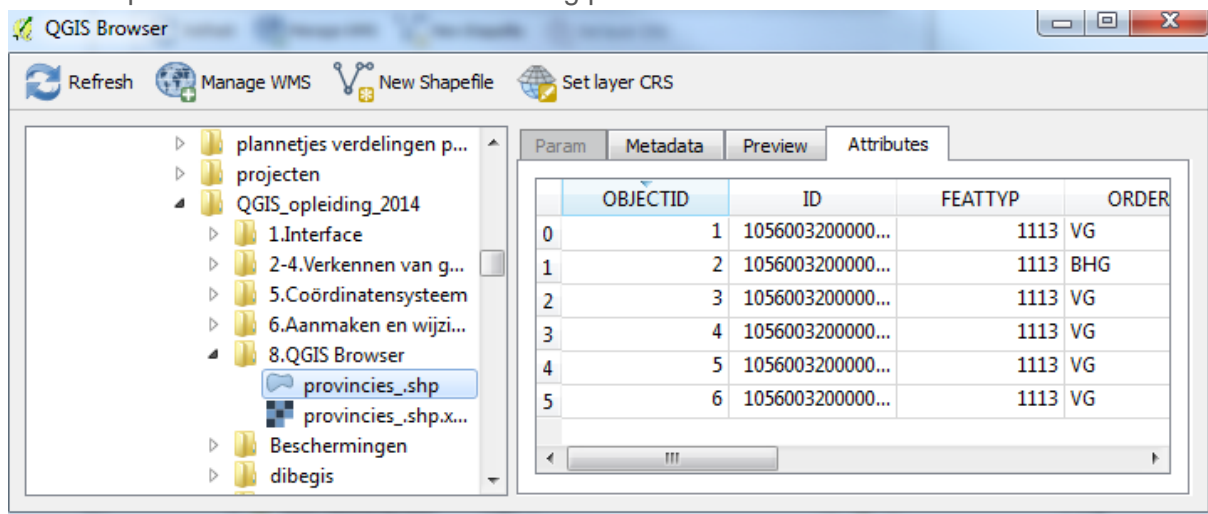 QGIS Browser
Refresh Manage WMS New Shapefile Set layer CRS
plannetjes verdelingen p...
projecten
QGIS_opleiding_2014
1.Interface
2-4.Verkennen van g...
5.Coördinatensysteem
6.Aanmaken en wijzi...
8.QGIS Browser
provincies_.shp
provincies_.shp.x...
Beschermingen
dibegis
Param Metadata Preview Attributes
OBJECTID ID FEATTYP ORDER
0 1 1056003200000... 1113 VG
1 2 1056003200000... 1113 BHG
2 3 1056003200000... 1113 VG
3 4 1056003200000... 1113 VG
4 5 1056003200000... 1113 VG
5 6 1056003200000... 1113 VG